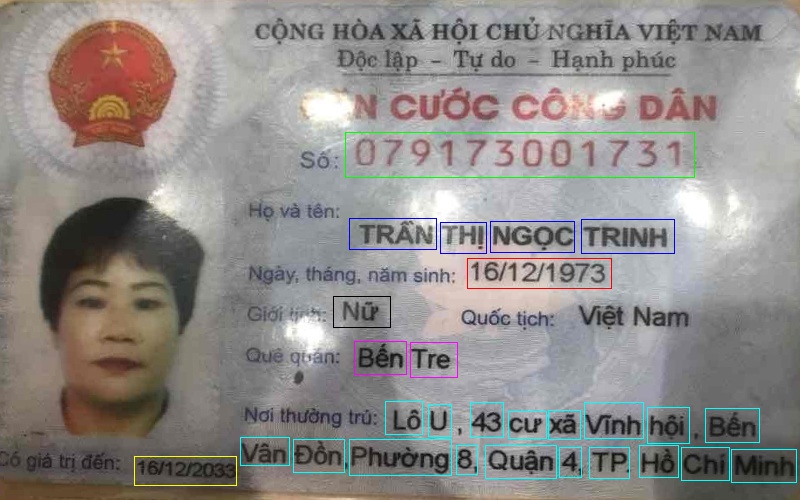 CỘNG HÒA XÃ HỘI CHỦ NGHĨA VIỆT NAM
Độc lập - Tự do - Hạnh phúc
CĂN CƯỚC CÔNG DÂN
Số: 079173001731
Họ và tên:
TRẦN THỊ NGỌC TRINH
Ngày, tháng, năm sinh: 16/12/1973
Giới tính: Nữ Quốc tịch: Việt Nam
Quê quán: Bến Tre
Nơi thường trú: Lô U , 43 cư xá Vĩnh hội , Bến
Có giá trị đến: 16/12/2033 Vân Đồn, Phường 8, Quận 4, TP. Hồ Chí Minh